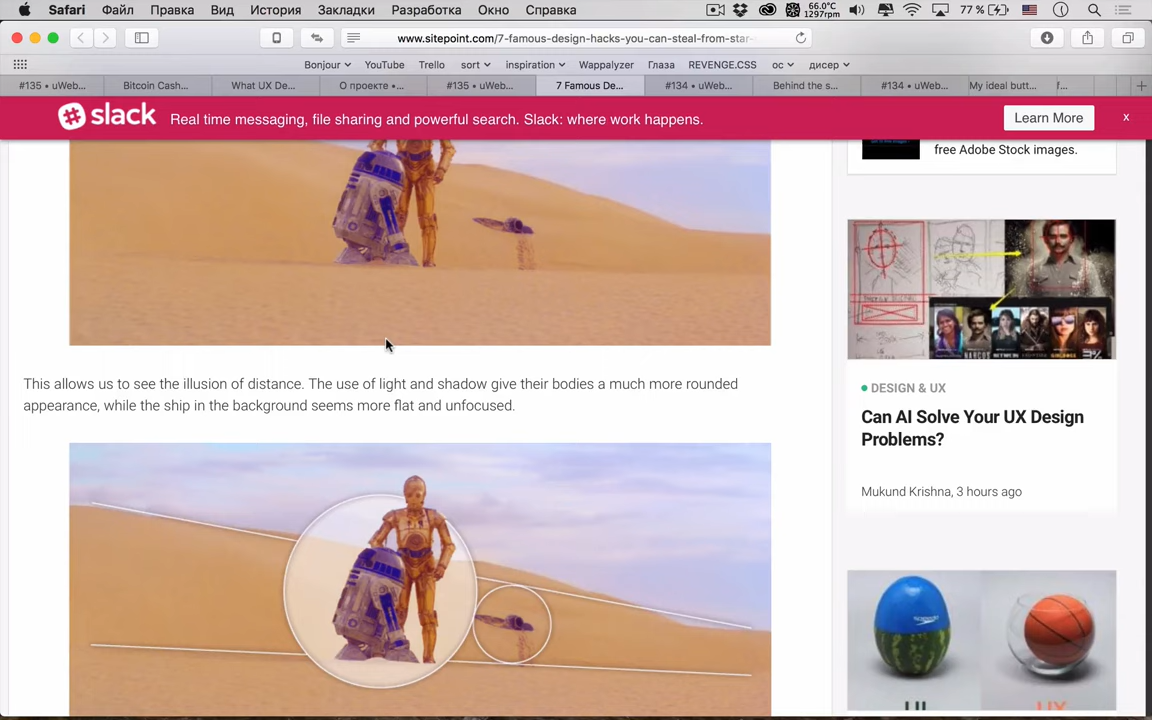 Safari Файл Правка Вид История Закладки Разработка Окно Справка
66.0°C
1297rpm
77 %
www.sitepoint.com/7-famous-design-hacks-you-can-steal-from-star-
Bonjour YouTube Trello sort inspiration Wappalyzer Глаза REVENGE.CSS ос дисер
#135 • uWeb... Bitcoin Cash... What UX De... О проекте •... #135 • uWeb... 7 Famous De... #134 • uWeb... Behind the s... #134 • uWeb... My ideal butt... f...
slack Real time messaging, file sharing and powerful search. Slack: where work happens. Learn More x
free Adobe Stock images.
This allows us to see the illusion of distance. The use of light and shadow give their bodies a much more rounded
appearance, while the ship in the background seems more flat and unfocused.
NARCOS
DESIGN & UX
Can AI Solve Your UX Design
Problems?
Mukund Krishna, 3 hours ago
speedo
UI UX